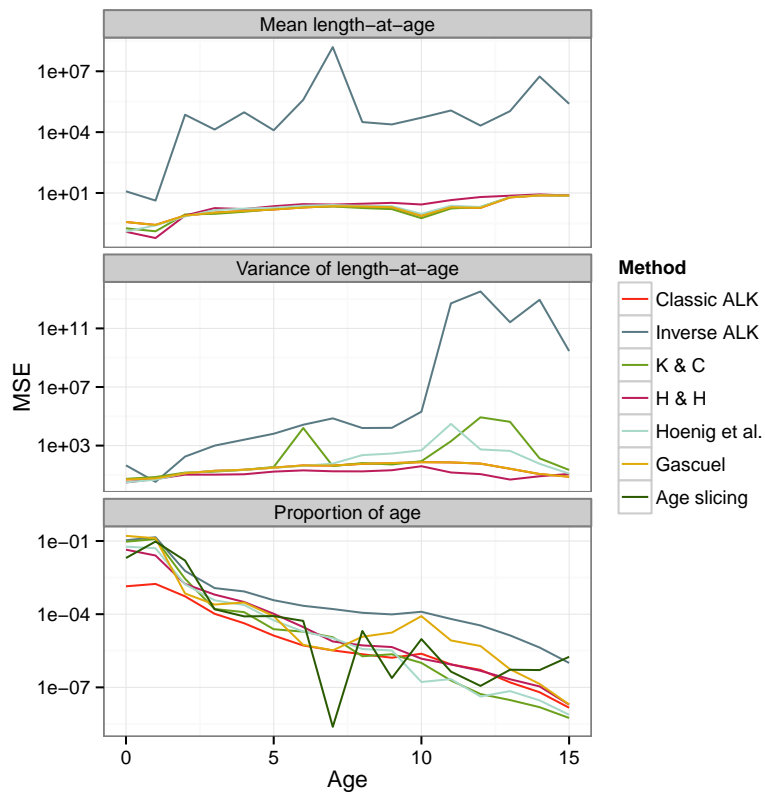 Mean length−at−age
1e+07
1e+04
1e+01
Variance of length−at−age
1e+11
1e+07
1e+03
Proportion of age
1e−01
1e−04
1e−07
0 5 10 15
Age
MSE
Method
Classic ALK
Inverse ALK
K & C
H & H
Hoenig et al.
Gascuel
Age slicing